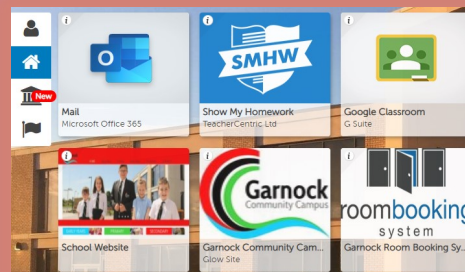 New
O
SMHW
Mail
Microsoft Office 365
Show My Homework
TeacherCentric Ltd
Google Classroom
G Suite
Garnock
Community Campus
roombooking
system
School Website
Garnock Community Cam...
Glow Site
Garnock Room Booking Sy...